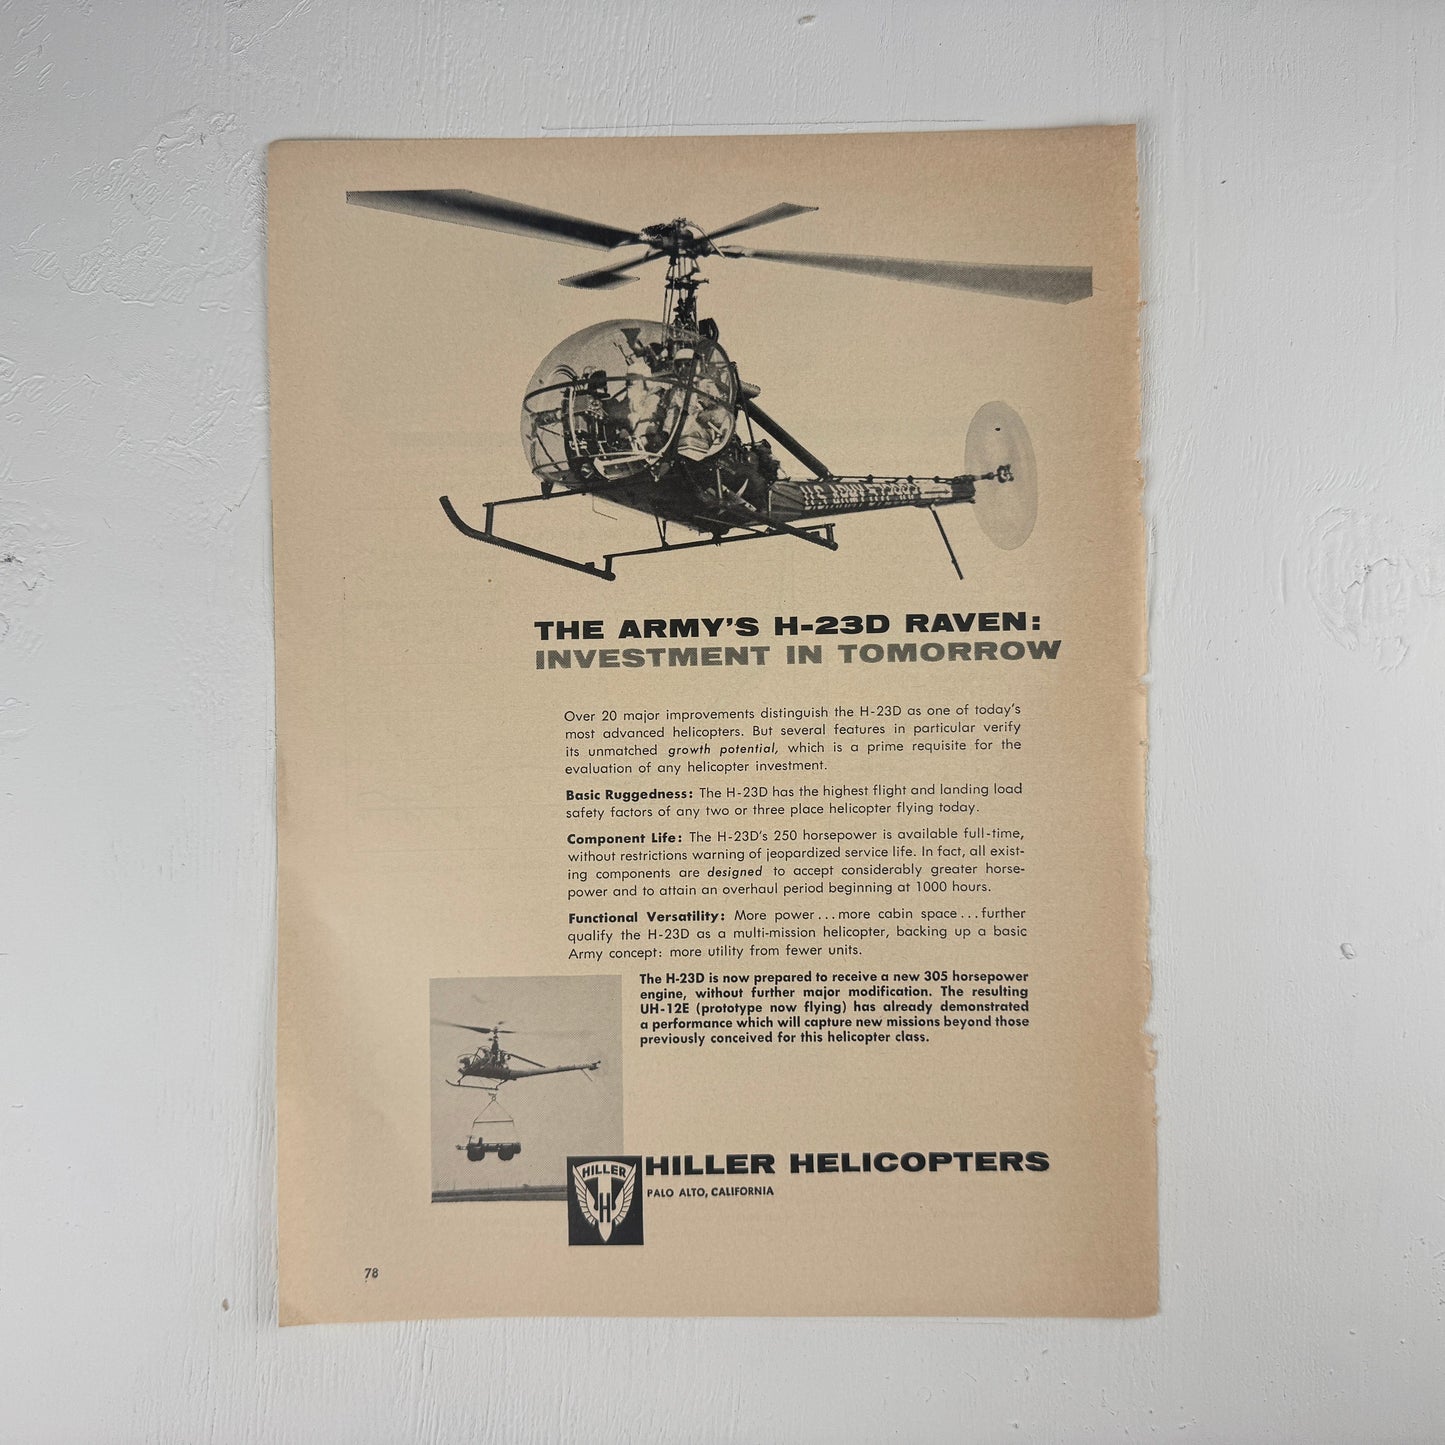 U.S. ARMY
THE ARMY'S H-23D RAVEN:
INVESTMENT IN TOMORROW
Over 20 major improvements distinguish the H-23D as one of today's
most advanced helicopters. But several features in particular verify
its unmatched growth potential, which is a prime requisite for the
evaluation of any helicopter investment.
Basic Ruggedness: The H-23D has the highest flight and landing load
safety factors of any two or three place helicopter flying today.
Component Life: The H-23D's 250 horsepower is available full-time,
without restrictions warning of jeopardized service life. In fact, all exist-
ing components are designed to accept considerably greater horse-
power and to attain an overhaul period beginning at 1000 hours.
Functional Versatility: More power...more cabin space...further
qualify the H-23D as a multi-mission helicopter, backing up a basic
Army concept: more utility from fewer units.
The H-23D is now prepared to receive a new 305 horsepower
engine, without further major modification. The resulting
UH-12E (prototype now flying) has already demonstrated
a performance which will capture new missions beyond those
previously conceived for this helicopter class.
HILLER
H
HILLER HELICOPTERS
PALO ALTO, CALIFORNIA
78